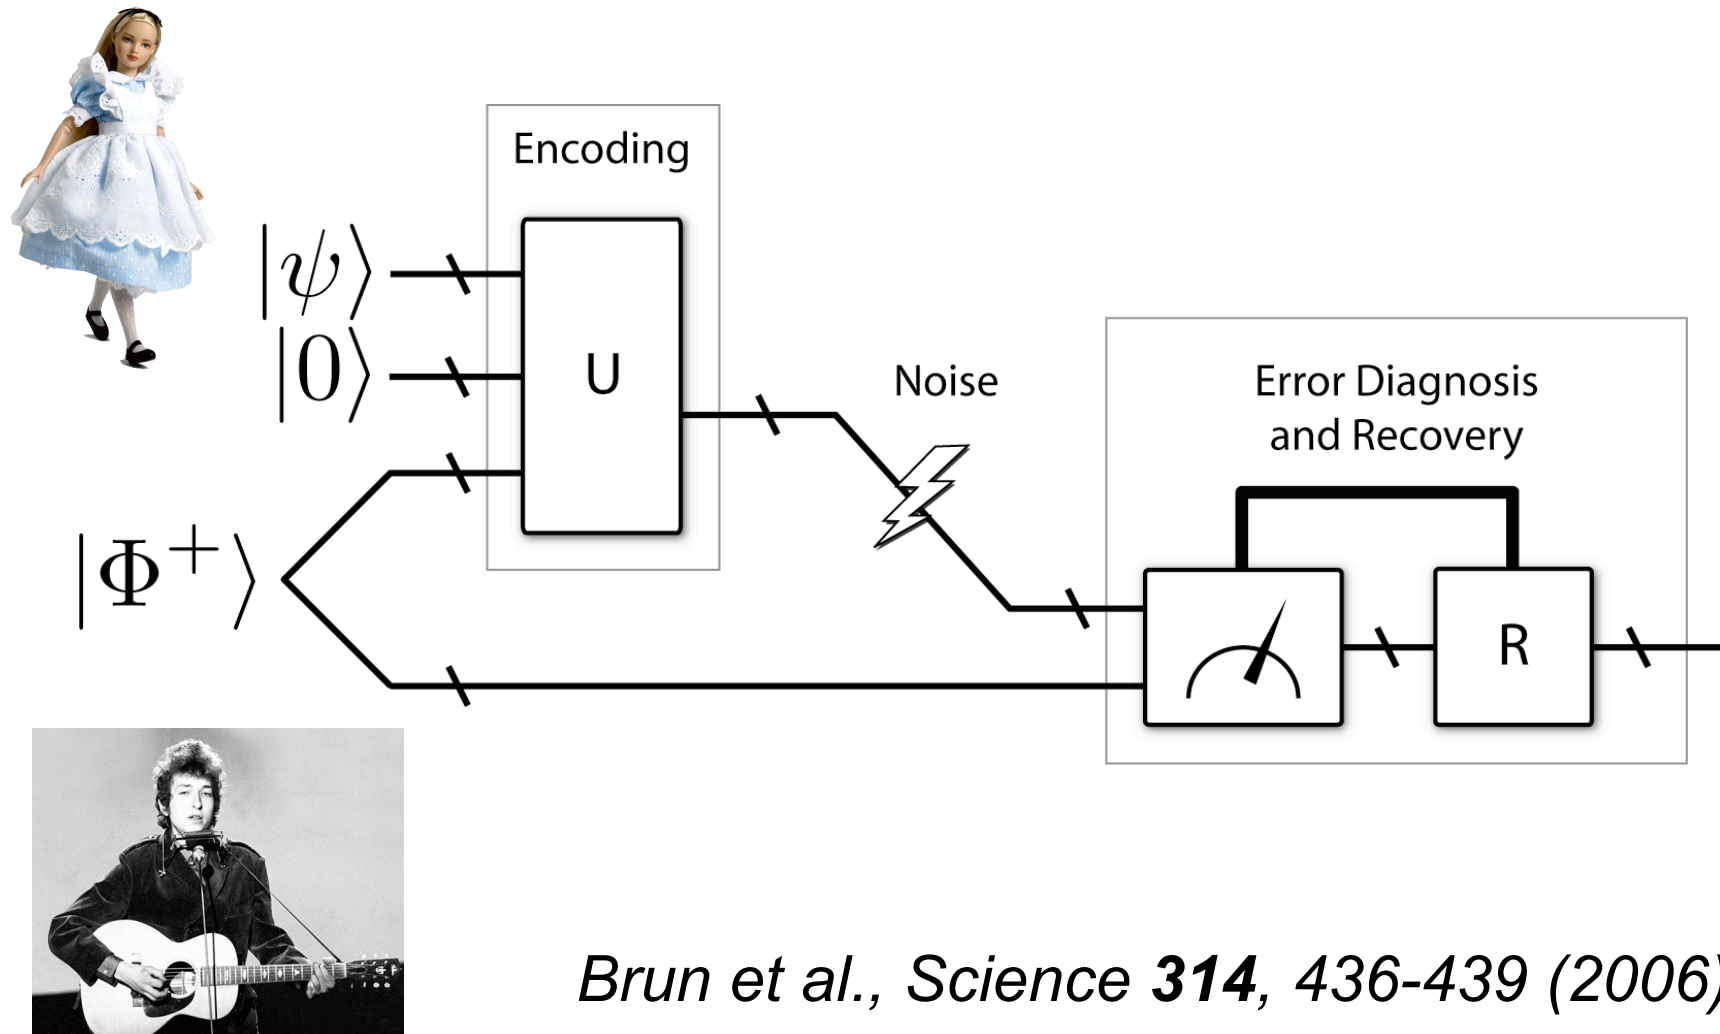 Encoding
|ψ⟩
|0⟩
U
Noise
Error Diagnosis
and Recovery
|Φ⁺⟩
R
Brun et al., Science 314, 436-439 (2006)